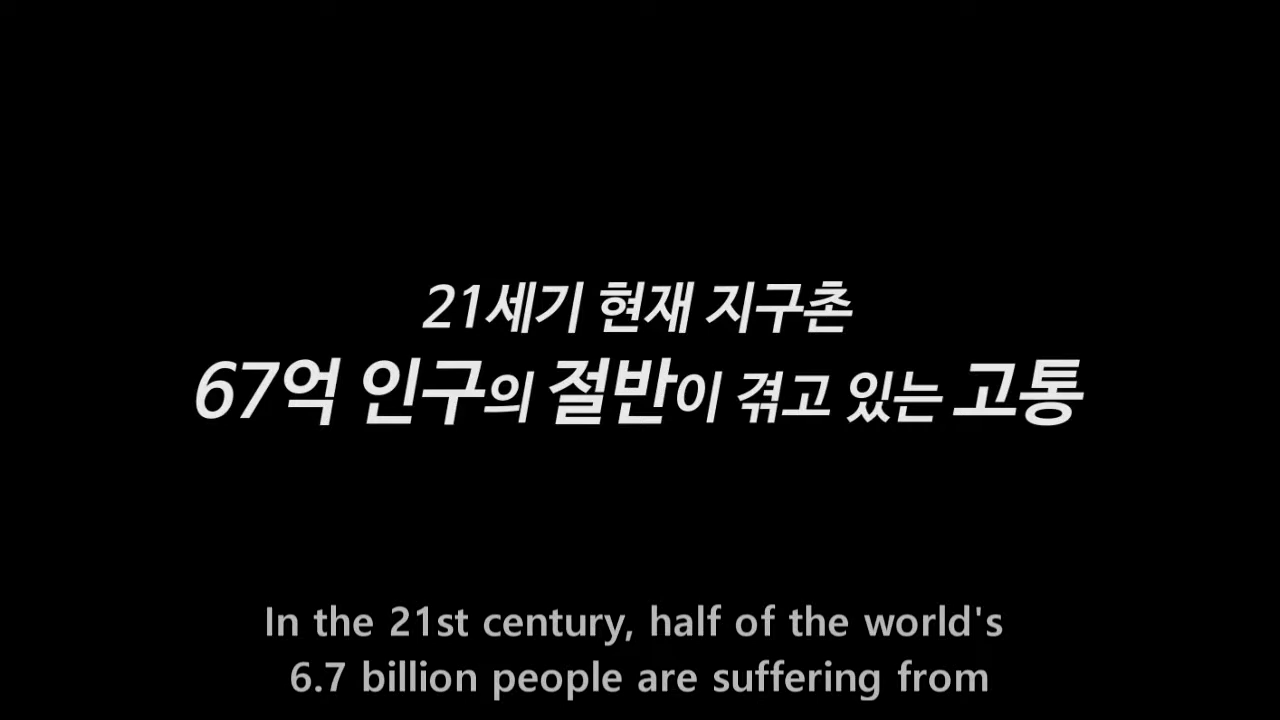 21세기 현재 지구촌
67억 인구의 절반이 겪고 있는 고통
In the 21st century, half of the world's
6.7 billion people are suffering from